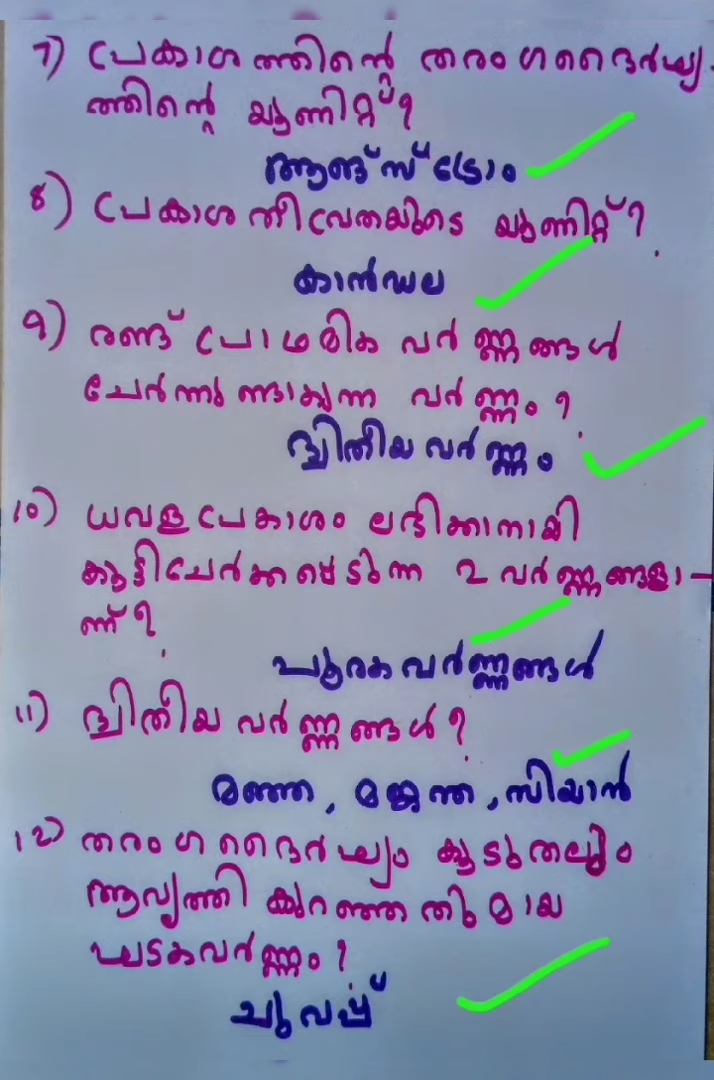 7) പ്രകാശത്തിന്റെ തരംഗദൈർഘ്യ-
ത്തിന്റെ യൂണിറ്റ്?
ആങ്സ്ട്രോം
8) പ്രകാശതീവ്രതയുടെ യൂണിറ്റ്?
കാൻഡല
9) രണ്ട് പ്രാഥമിക വർണ്ണങ്ങൾ
ചേർന്നുണ്ടാകുന്ന വർണ്ണം?
ദ്വിതീയവർണ്ണം
10) ധവളപ്രകാശം ലഭിക്കാനായി
കൂട്ടിചേർക്കപ്പെടുന്ന 2 വർണ്ണങ്ങളാ-
ണ്?
പൂരകവർണ്ണങ്ങൾ
11) ദ്വിതീയ വർണ്ണങ്ങൾ?
മഞ്ഞ, മജന്ത, സിയാൻ
12) തരംഗദൈർഘ്യം കൂടുതലും
ആവൃത്തി കുറഞ്ഞതുമായ
ഘടകവർണ്ണം?
ചുവപ്പ്